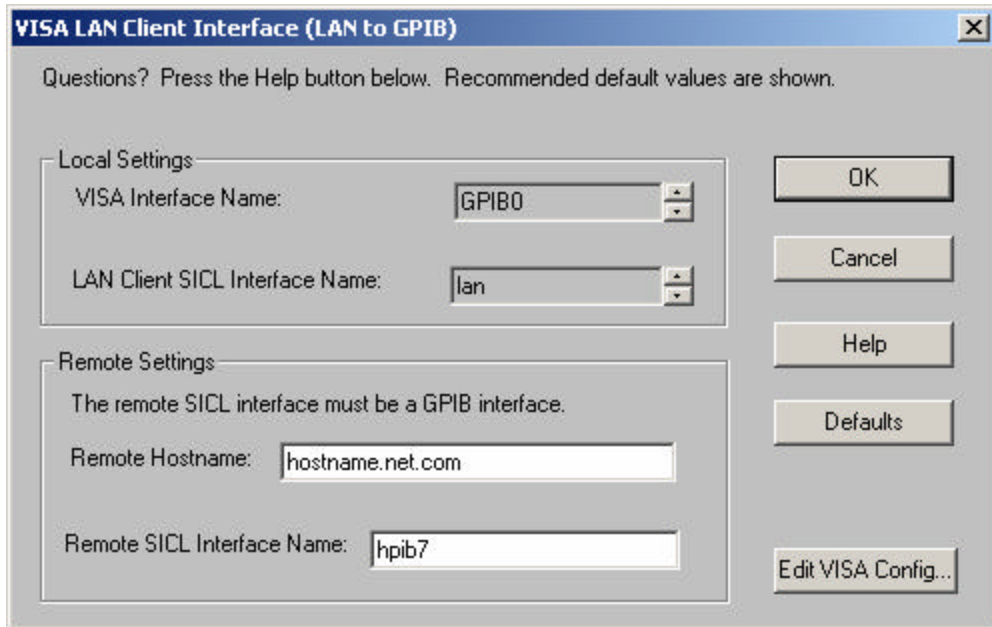 VISA LAN Client Interface (LAN to GPIB)
Questions? Press the Help button below. Recommended default values are shown.
Local Settings
VISA Interface Name:
GPIB0
LAN Client SICL Interface Name:
lan
OK
Cancel
Help
Defaults
Remote Settings
The remote SICL interface must be a GPIB interface.
Remote Hostname:
hostname.net.com
Remote SICL Interface Name:
hpib7
Edit VISA Config...